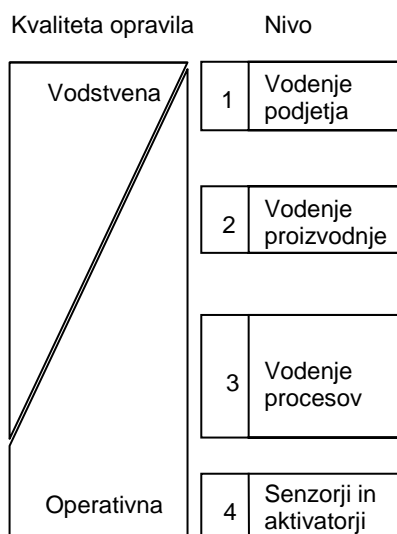 Kvaliteta opravila
Nivo
Vodstvena
1
Vodenje
podjetja
2
Vodenje
proizvodnje
3
Vodenje
procesov
Operativna
4
Senzorji in
aktivatorji